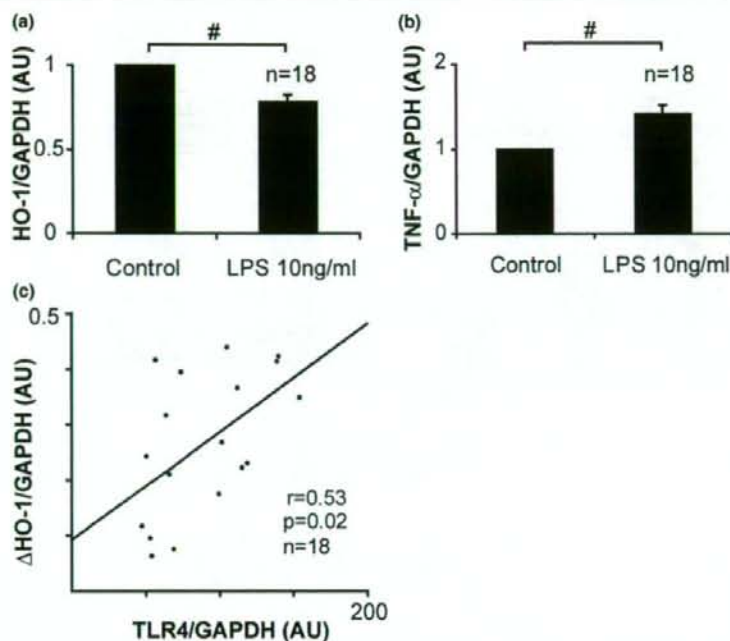 (a)
#
HO-1/GAPDH (AU)
1
0.5
0
n=18
Control
LPS 10ng/ml
(b)
#
TNF-α/GAPDH (AU)
2
1
0
n=18
Control
LPS 10ng/ml
(c)
0.5
ΔHO-1/GAPDH (AU)
r=0.53
p=0.02
n=18
200
TLR4/GAPDH (AU)